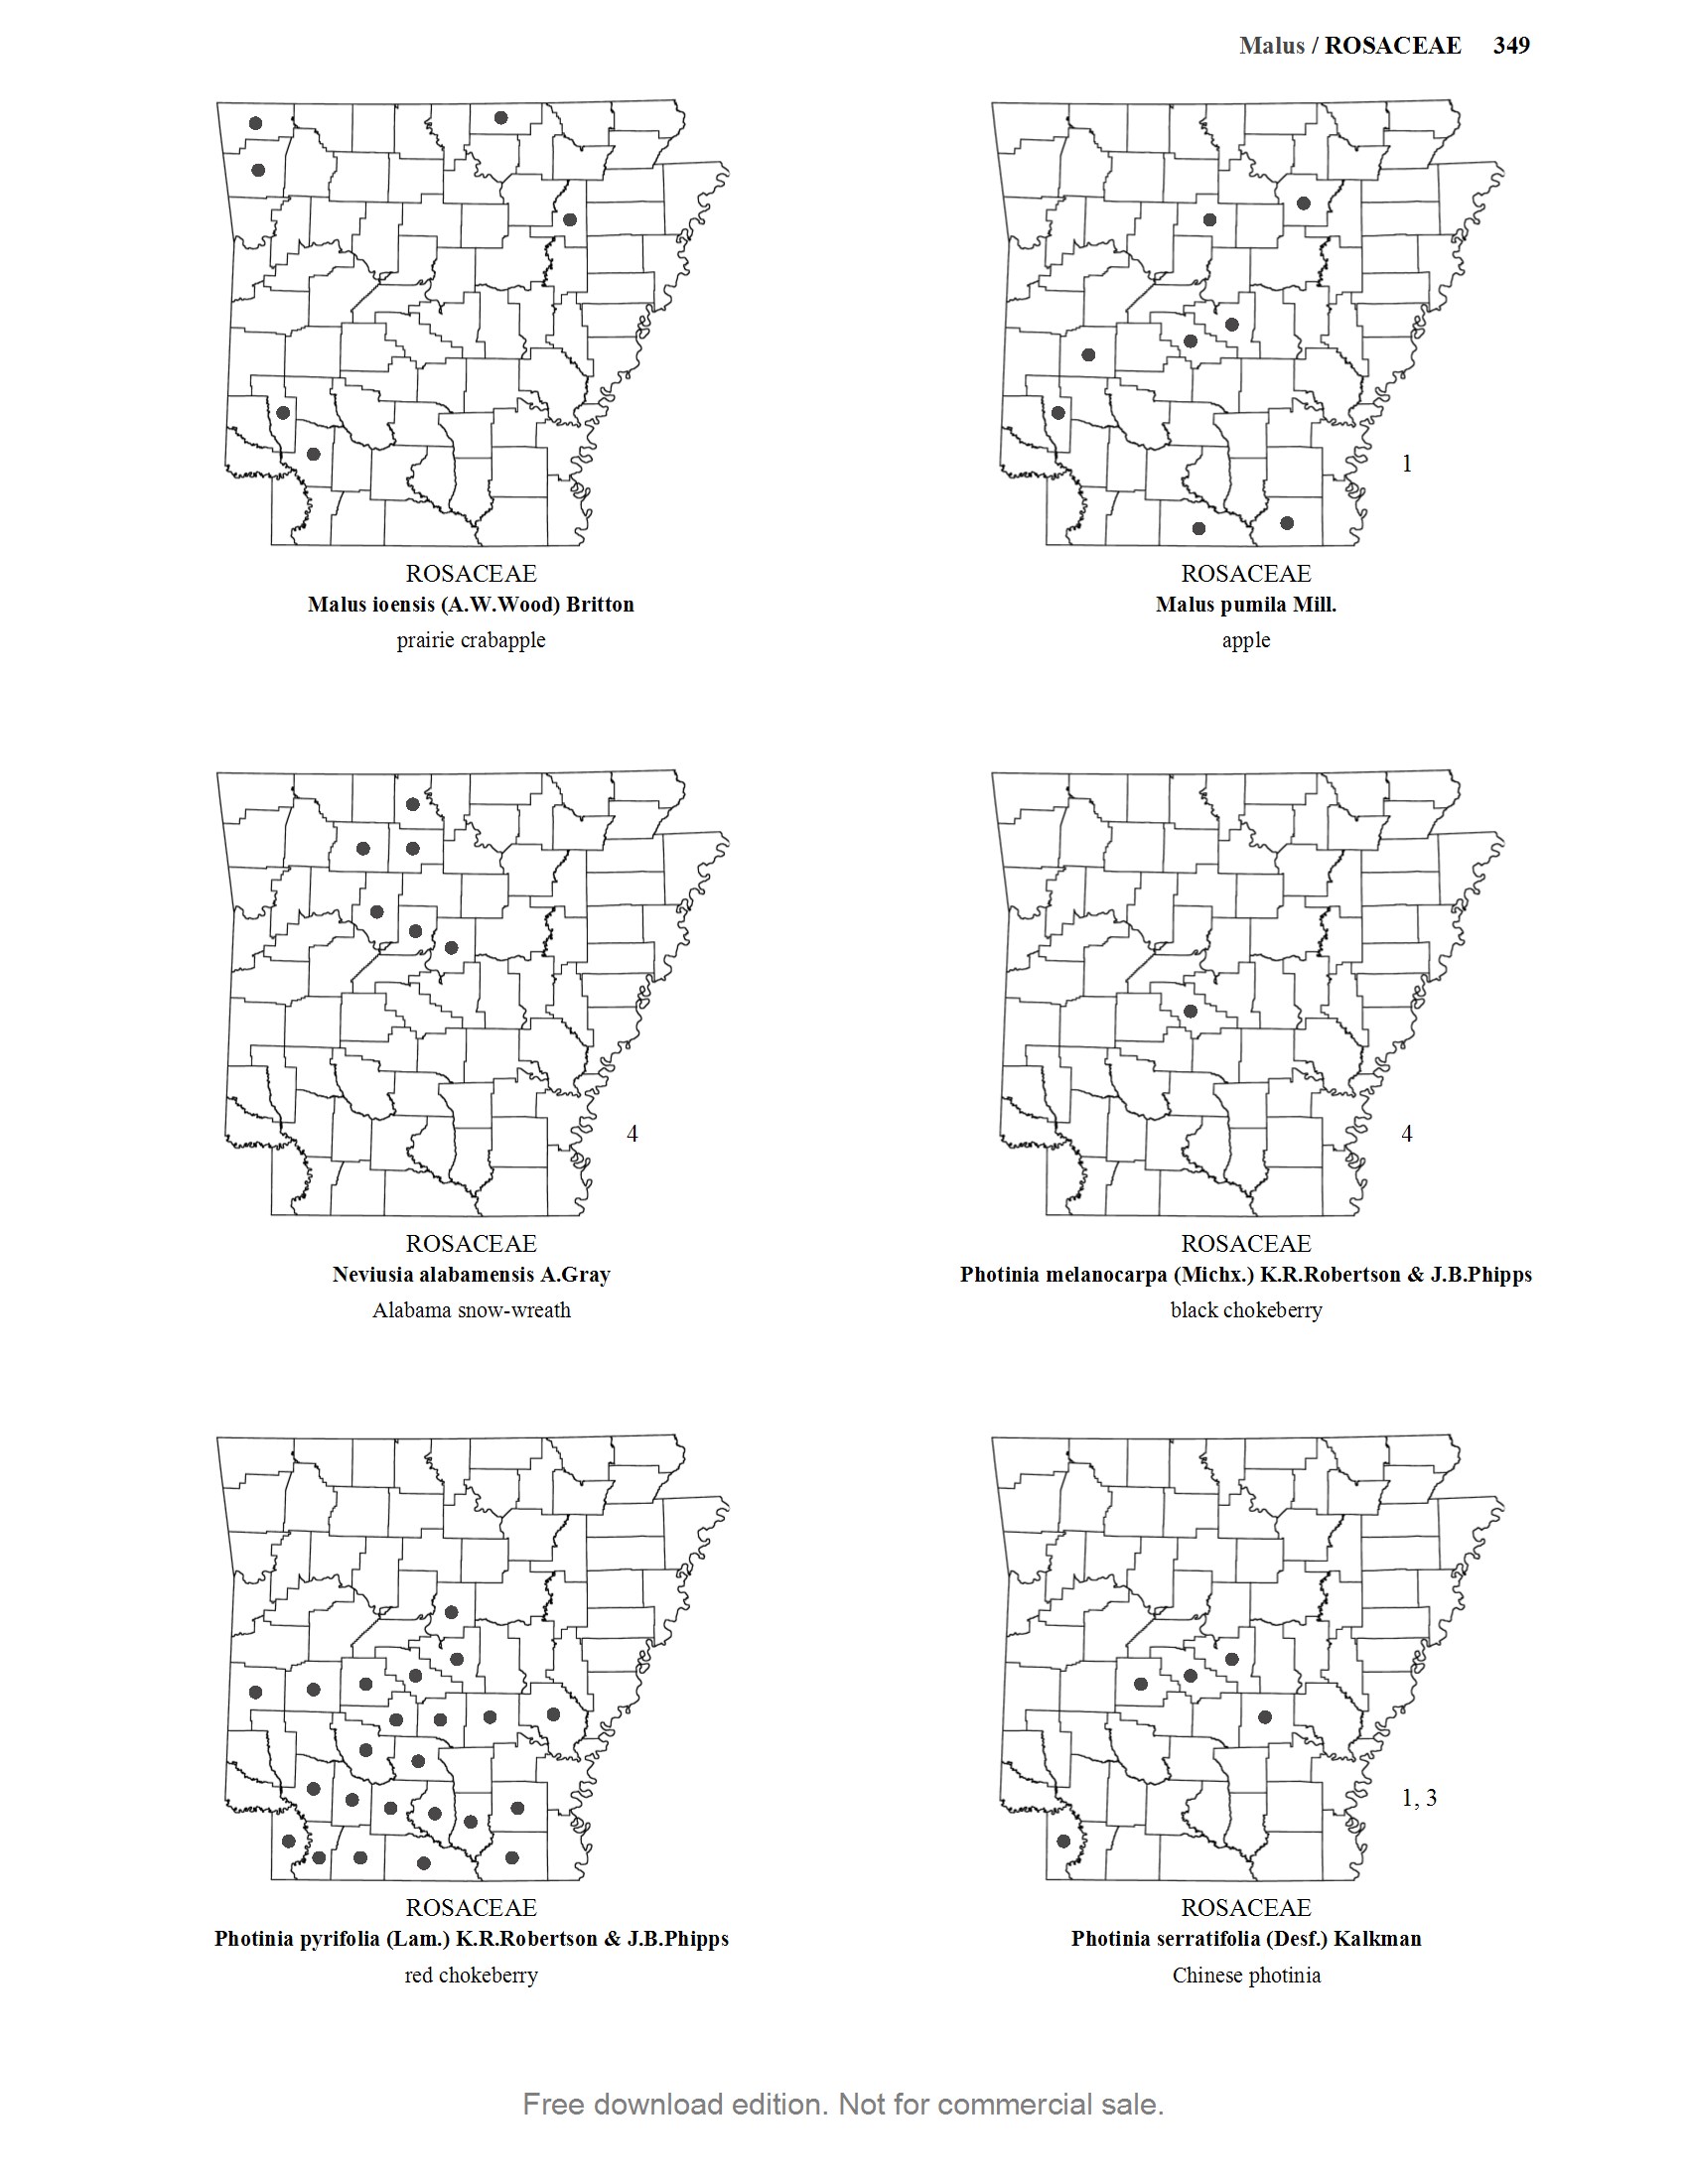 Malus / ROSACEAE 349
ROSACEAE
Malus ioensis (A.W.Wood) Britton
prairie crabapple
1
ROSACEAE
Malus pumila Mill.
apple
4
ROSACEAE
Neviusia alabamensis A.Gray
Alabama snow-wreath
4
ROSACEAE
Photinia melanocarpa (Michx.) K.R.Robertson & J.B.Phipps
black chokeberry
ROSACEAE
Photinia pyrifolia (Lam.) K.R.Robertson & J.B.Phipps
red chokeberry
1, 3
ROSACEAE
Photinia serratifolia (Desf.) Kalkman
Chinese photinia
Free download edition. Not for commercial sale.